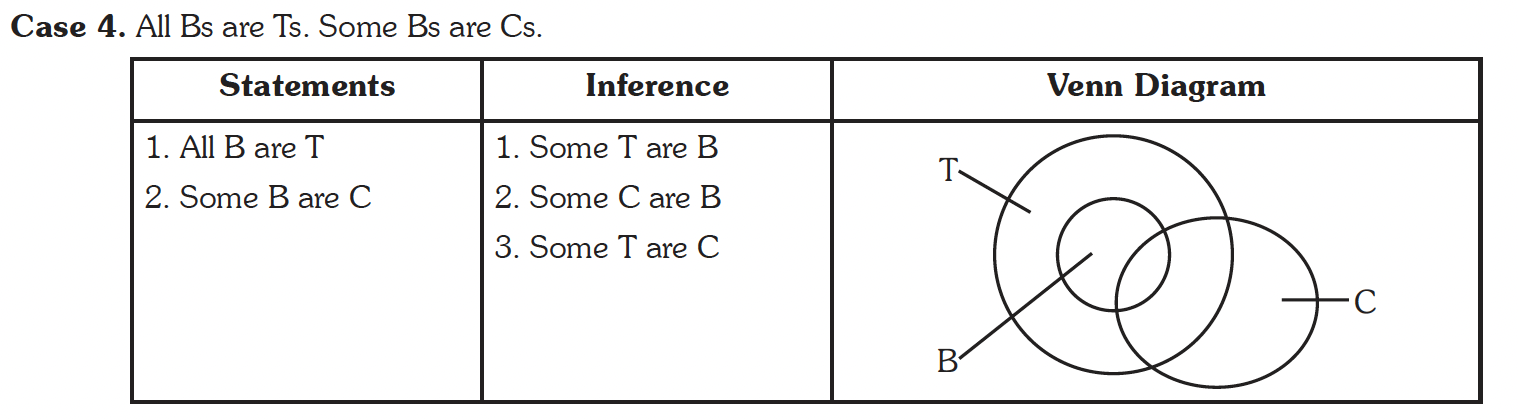 Case 4. All Bs are Ts. Some Bs are Cs.
Statements Inference Venn Diagram
1. All B are T 1. Some T are B
T
2. Some B are C 2. Some C are B
3. Some T are C
C
B